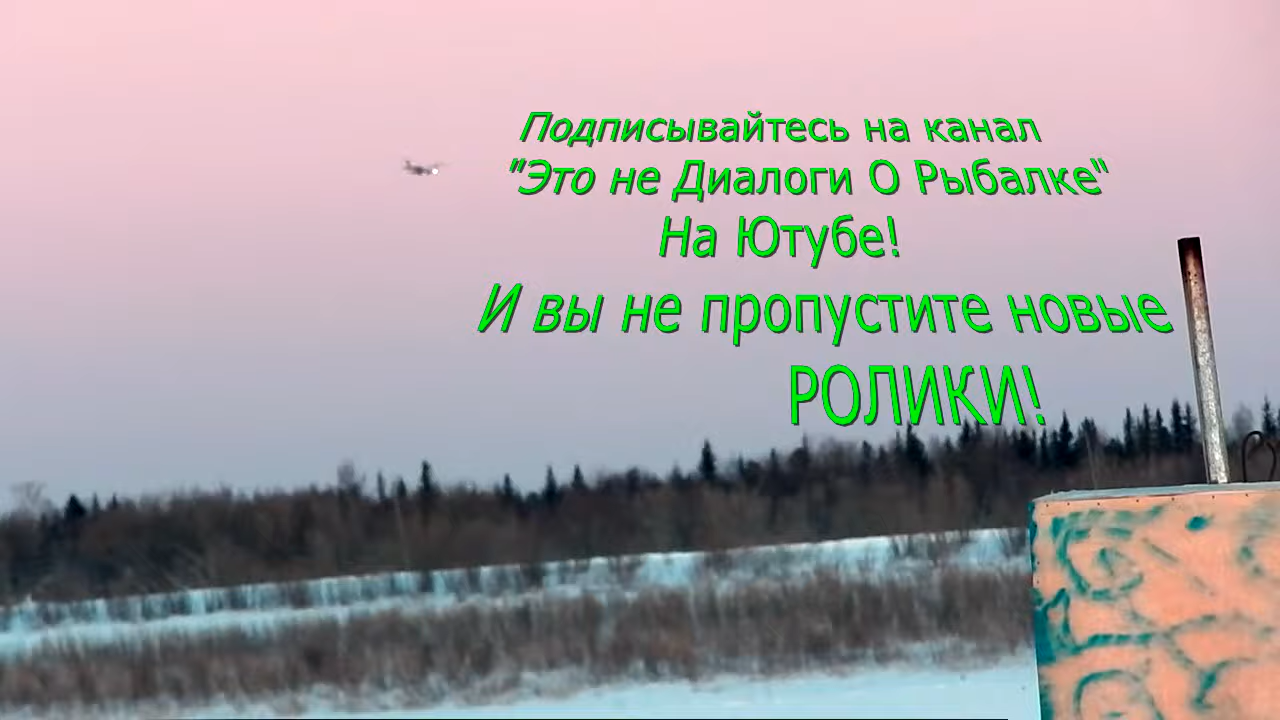 Подписывайтесь на канал
"Это не Диалоги О Рыбалке"
На Ютубе!
И вы не пропустите новые
РОЛИКИ!